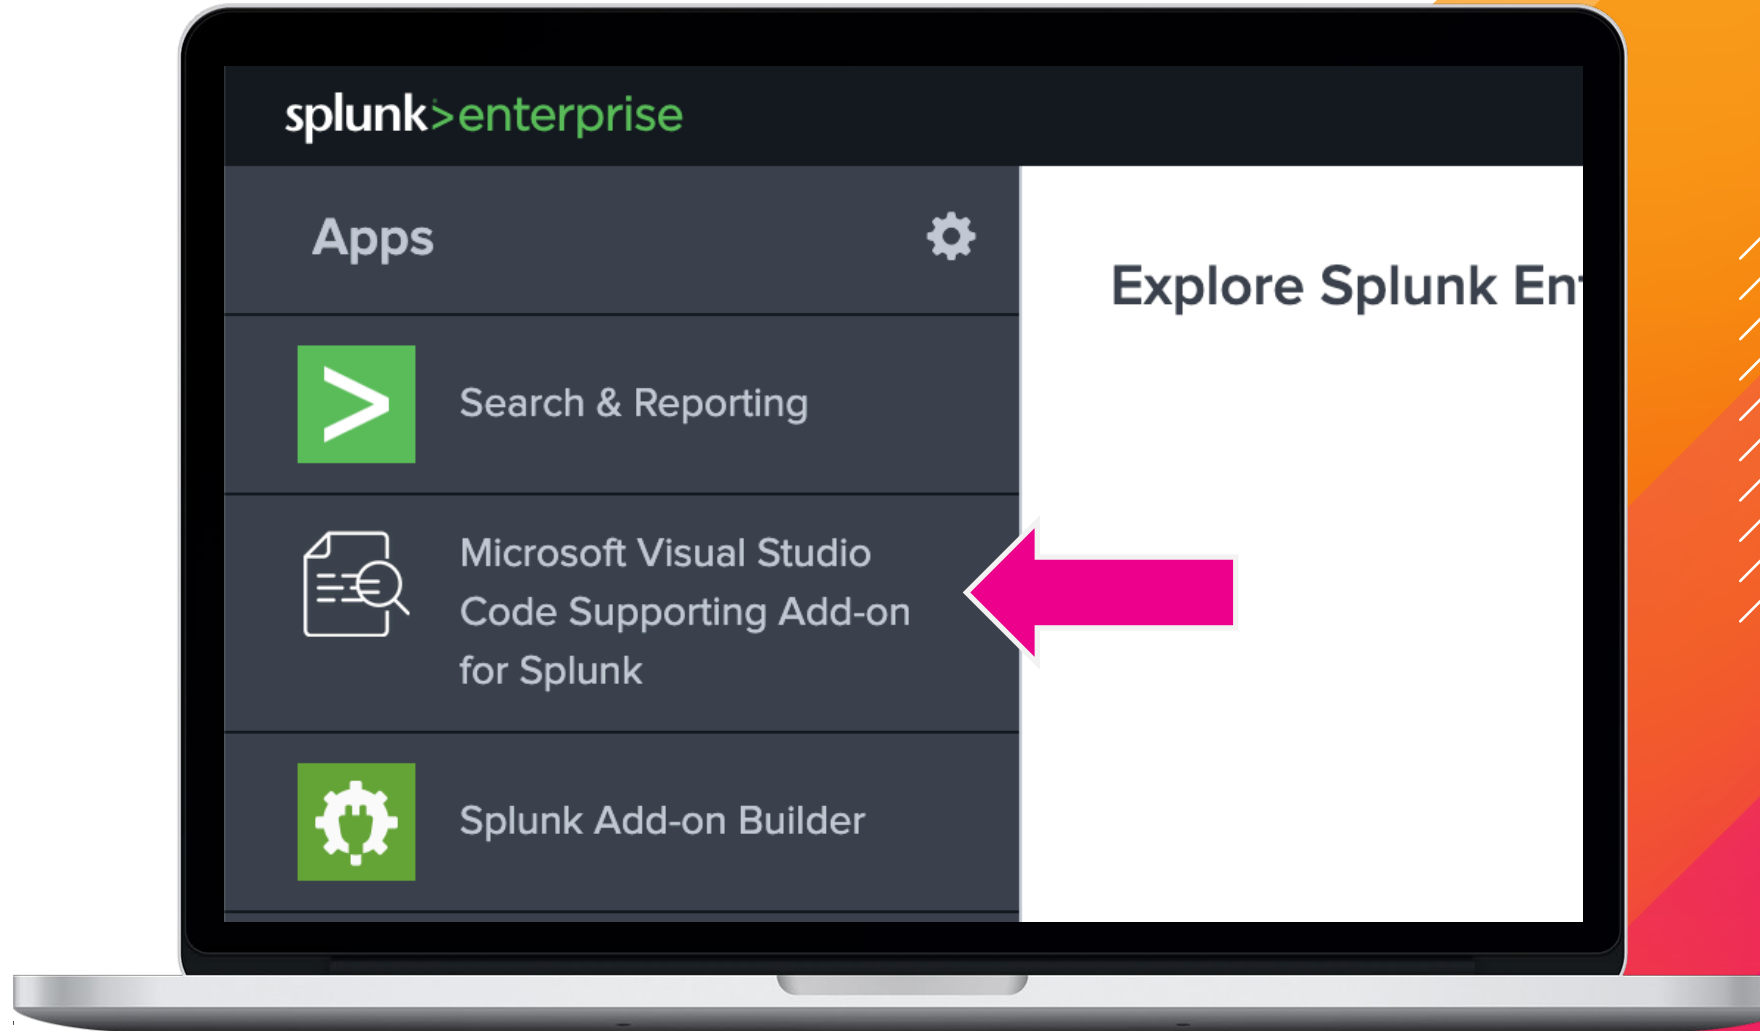 splunk>enterprise
Apps
Explore Splunk En
Search & Reporting
Microsoft Visual Studio
Code Supporting Add-on
for Splunk
Splunk Add-on Builder